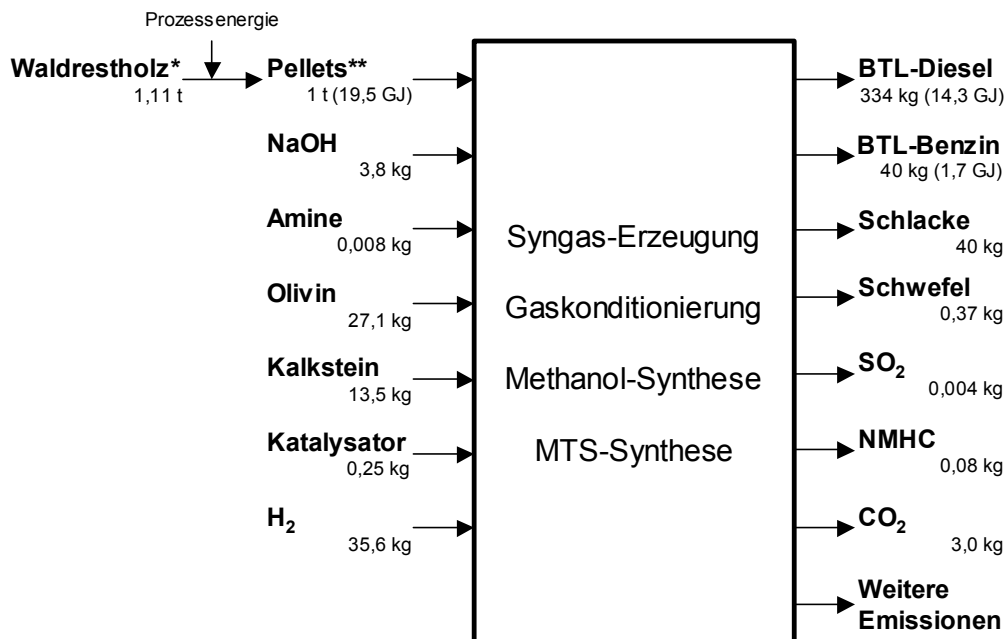 Prozessenergie
Waldrestholz*
1,11 t
Pellets**
1 t (19,5 GJ)
NaOH
3,8 kg
Amine
0,008 kg
Olivin
27,1 kg
Kalkstein
13,5 kg
Katalysator
0,25 kg
H₂
35,6 kg
Syngas-Erzeugung
Gaskonditionierung
Methanol-Synthese
MTS-Synthese
BTL-Diesel
334 kg (14,3 GJ)
BTL-Benzin
40 kg (1,7 GJ)
Schlacke
40 kg
Schwefel
0,37 kg
SO₂
0,004 kg
NMHC
0,08 kg
CO₂
3,0 kg
Weitere
Emissionen